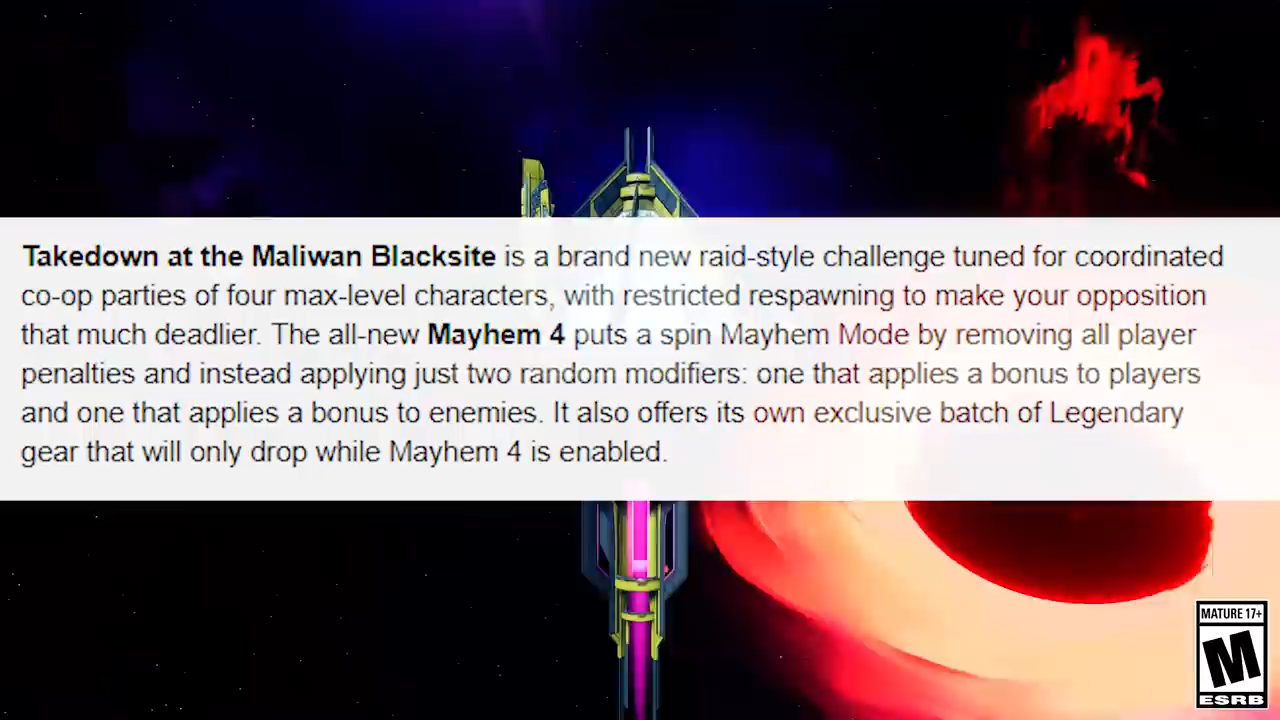 Takedown at the Maliwan Blacksite is a brand new raid-style challenge tuned for coordinated
co-op parties of four max-level characters, with restricted respawning to make your opposition
that much deadlier. The all-new Mayhem 4 puts a spin Mayhem Mode by removing all player
penalties and instead applying just two random modifiers: one that applies a bonus to players
and one that applies a bonus to enemies. It also offers its own exclusive batch of Legendary
gear that will only drop while Mayhem 4 is enabled.
MATURE 17+
M
ESRB